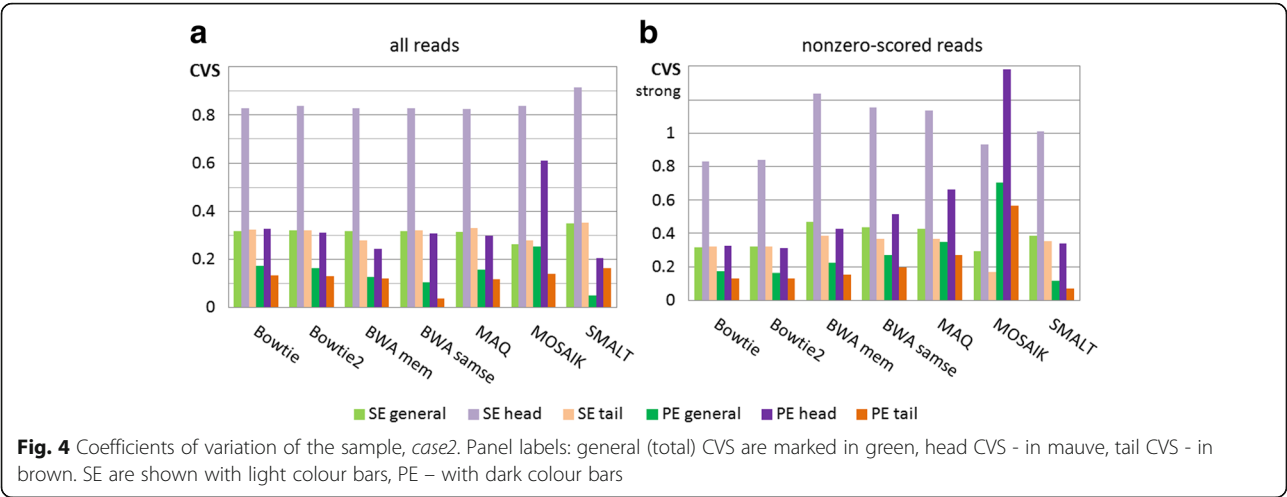 a
all reads
CVS
0.8
0.6
0.4
0.2
0
Bowtie
Bowtie2
BWA mem
BWA samse
MAQ
MOSAIK
SMALT
b
nonzero-scored reads
CVS
strong
1
0.8
0.6
0.4
0.2
0
Bowtie
Bowtie2
BWA mem
BWA samse
MAQ
MOSAIK
SMALT
SE general SE head SE tail PE general PE head PE tail
Fig. 4 Coefficients of variation of the sample, case2. Panel labels: general (total) CVS are marked in green, head CVS - in mauve, tail CVS - in
brown. SE are shown with light colour bars, PE – with dark colour bars